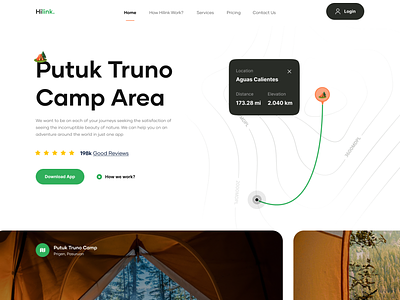 Hilink.
Home
How Hilink Work?
Services
Pricing
Contact Us
Login
Putuk Truno
Camp Area
We want to be on each of your journeys seeking the satisfaction of
seeing the incorruptible beauty of nature. We can help you on an
adventure around the world in just one app
198k Good Reviews
Download App
How we work?
Location
Aguas Calientes
Distance
Elevation
173.28 mi
2.040 km
Putuk Truno Camp
Prigen, Pasuruan